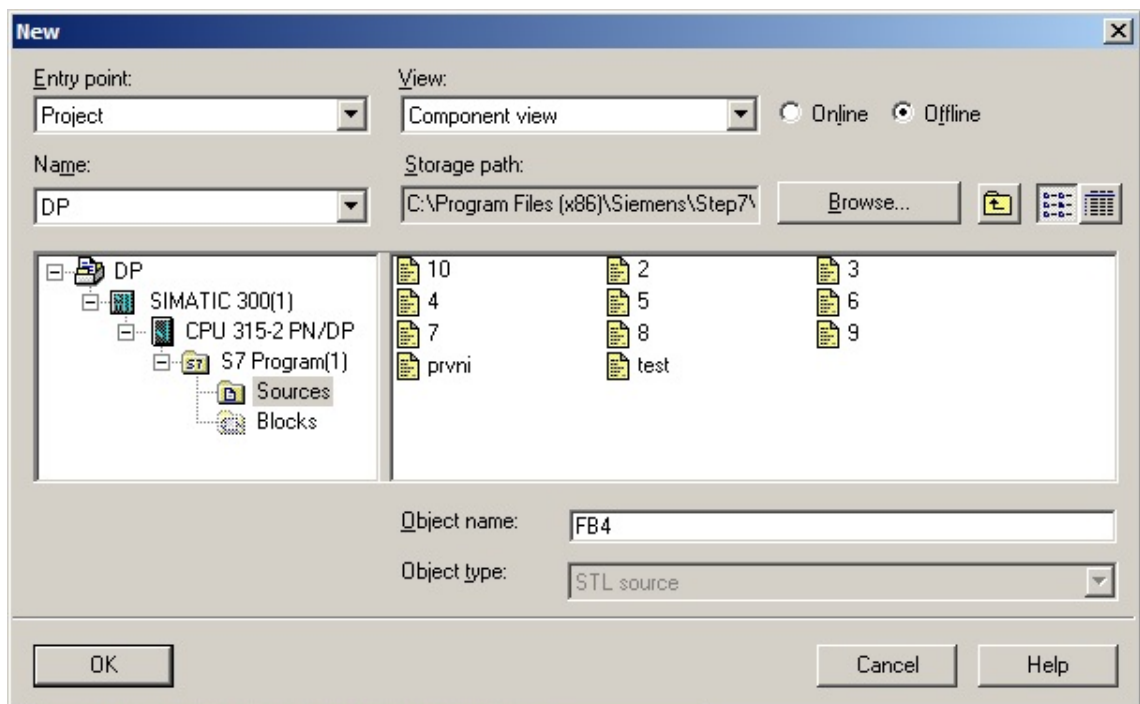 New
Entry point:
View:
Project
Component view
Online
Offline
Name:
Storage path:
DP
C:\Program Files (x86)\Siemens\Step7\
Browse...
DP
SIMATIC 300(1)
CPU 315-2 PN/DP
S7 Program(1)
Sources
Blocks
10
2
3
4
5
6
7
8
9
prvni
test
Object name:
FB4
Object type:
STL source
OK
Cancel
Help